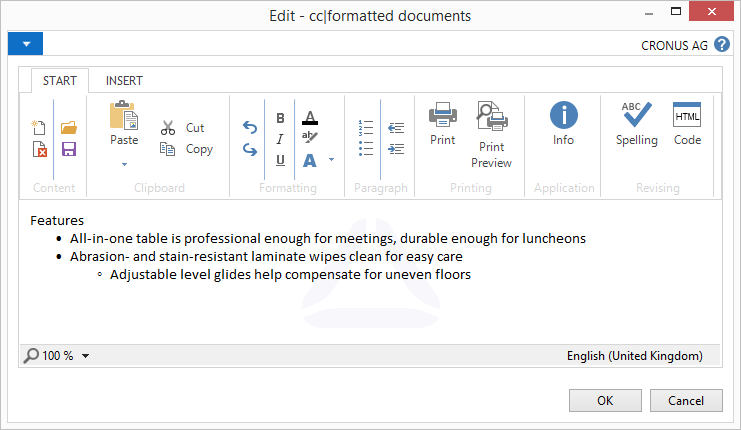 Edit - cc|formatted documents
CRONUS AG ?
START INSERT
Paste
Cut
Copy
B
I
U
A
ab
A
1
2
3
Print
Print Preview
i
Info
ABC
Spelling
HTML
Code
Content Clipboard Formatting Paragraph Printing Application Revising
Features
• All-in-one table is professional enough for meetings, durable enough for luncheons
• Abrasion- and stain-resistant laminate wipes clean for easy care
◦ Adjustable level glides help compensate for uneven floors
100 % English (United Kingdom)
OK Cancel